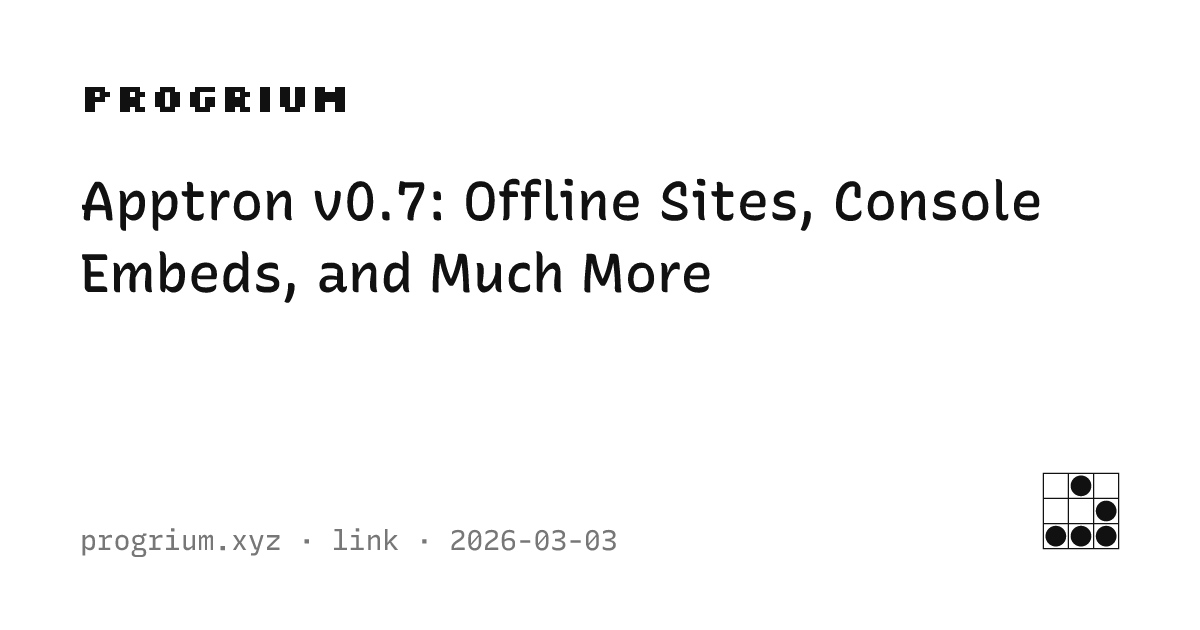 PROGRIUM
Apptron v0.7: Offline Sites, Console
Embeds, and Much More
progrium.xyz · link · 2026-03-03